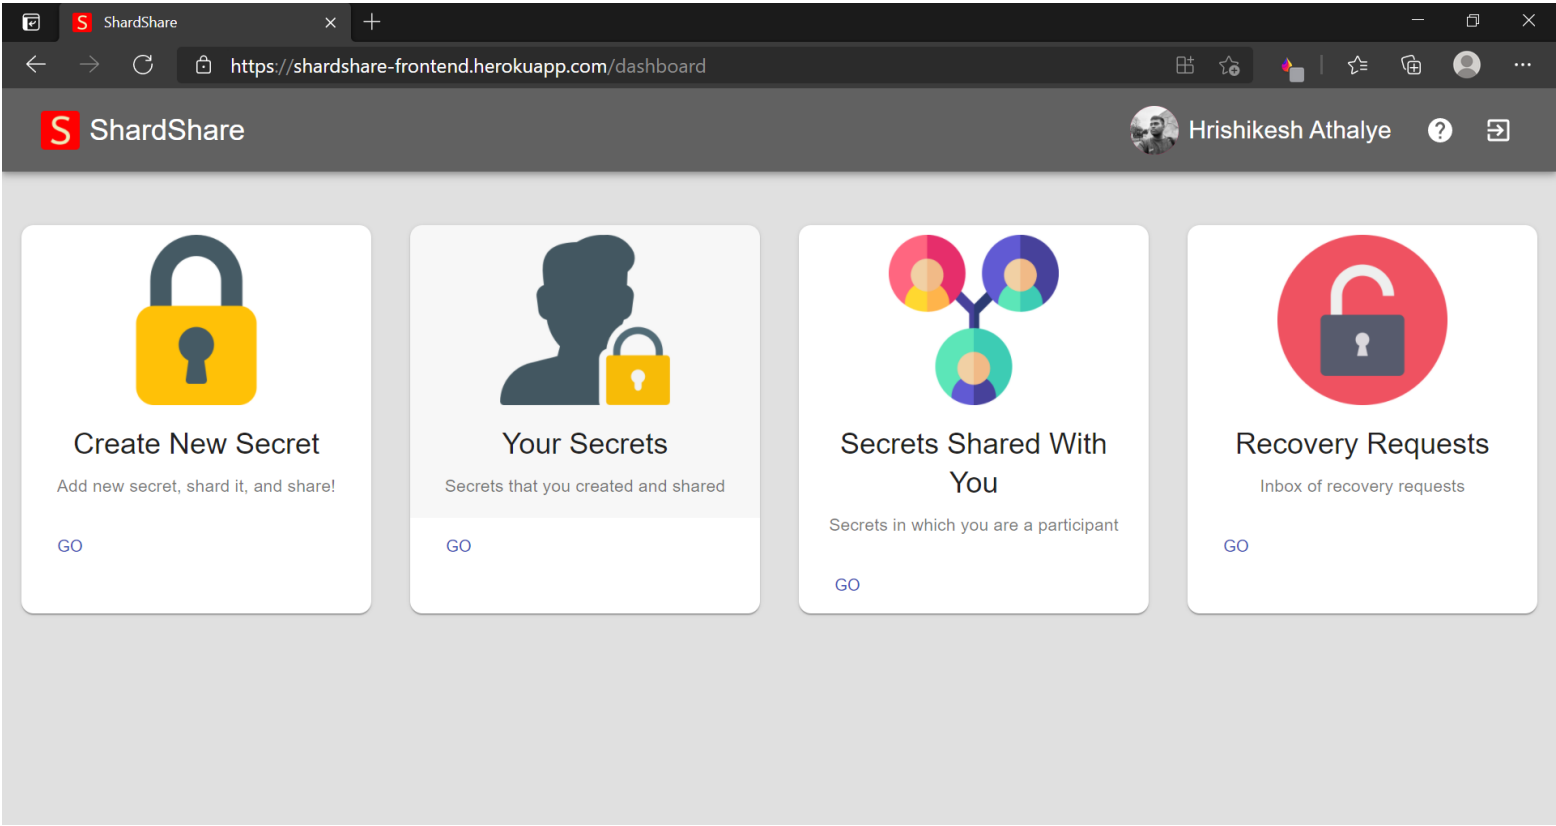 S ShardShare
https://shardshare-frontend.herokuapp.com/dashboard
S ShardShare
Hrishikesh Athalye ?
Create New Secret
Add new secret, shard it, and share!
GO
Your Secrets
Secrets that you created and shared
GO
Secrets Shared With
You
Secrets in which you are a participant
GO
Recovery Requests
Inbox of recovery requests
GO